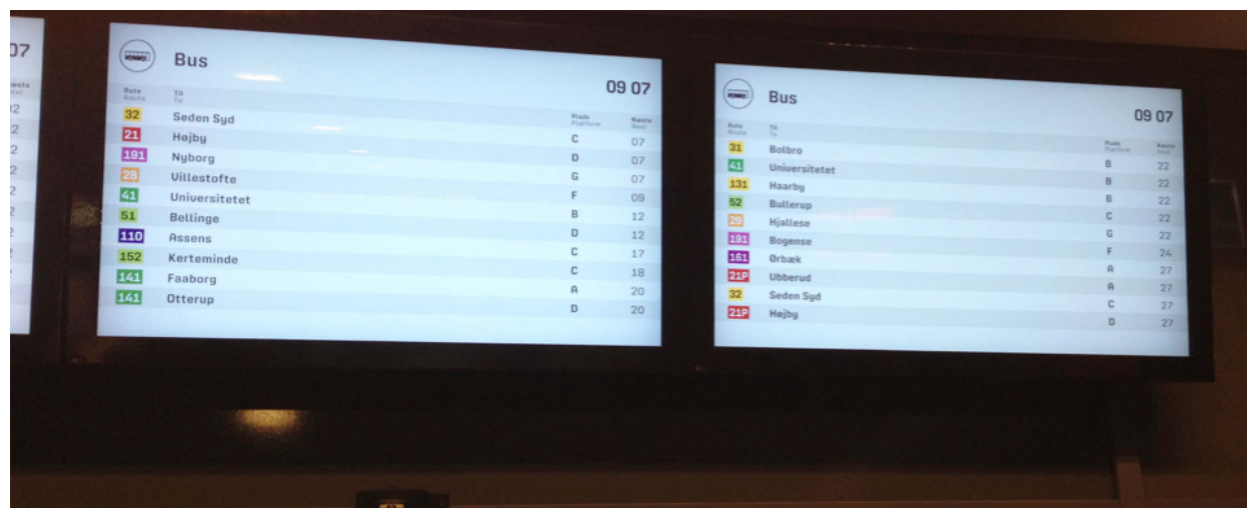 07
Bus
09 07
Rute Til Plads Næste
Route To Platform Next
32 Seden Syd C 07
21 Højby D 07
191 Nyborg G 07
28 Villestofte F 09
41 Universitetet B 12
51 Bellinge D 12
110 Assens C 17
152 Kerteminde C 18
141 Faaborg A 20
141 Otterup D 20
Bus
09 07
Rute Til Plads Næste
Route To Platform Next
31 Bolbro B 22
41 Universitetet B 22
131 Haarby B 22
52 Bullerup C 22
29 Hjallese G 22
191 Bogense F 24
161 Ørbæk A 27
21P Ubberud A 27
32 Seden Syd C 27
21P Højby D 27